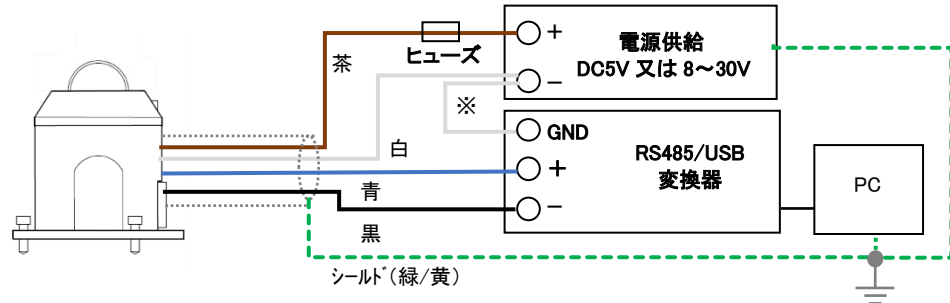 +
電源供給
DC5V 又は 8～30V
ヒューズ
茶
－
※
GND
白
RS485/USB
変換器
+
PC
青
－
黒
ｼｰﾙﾄﾞ(緑/黄)